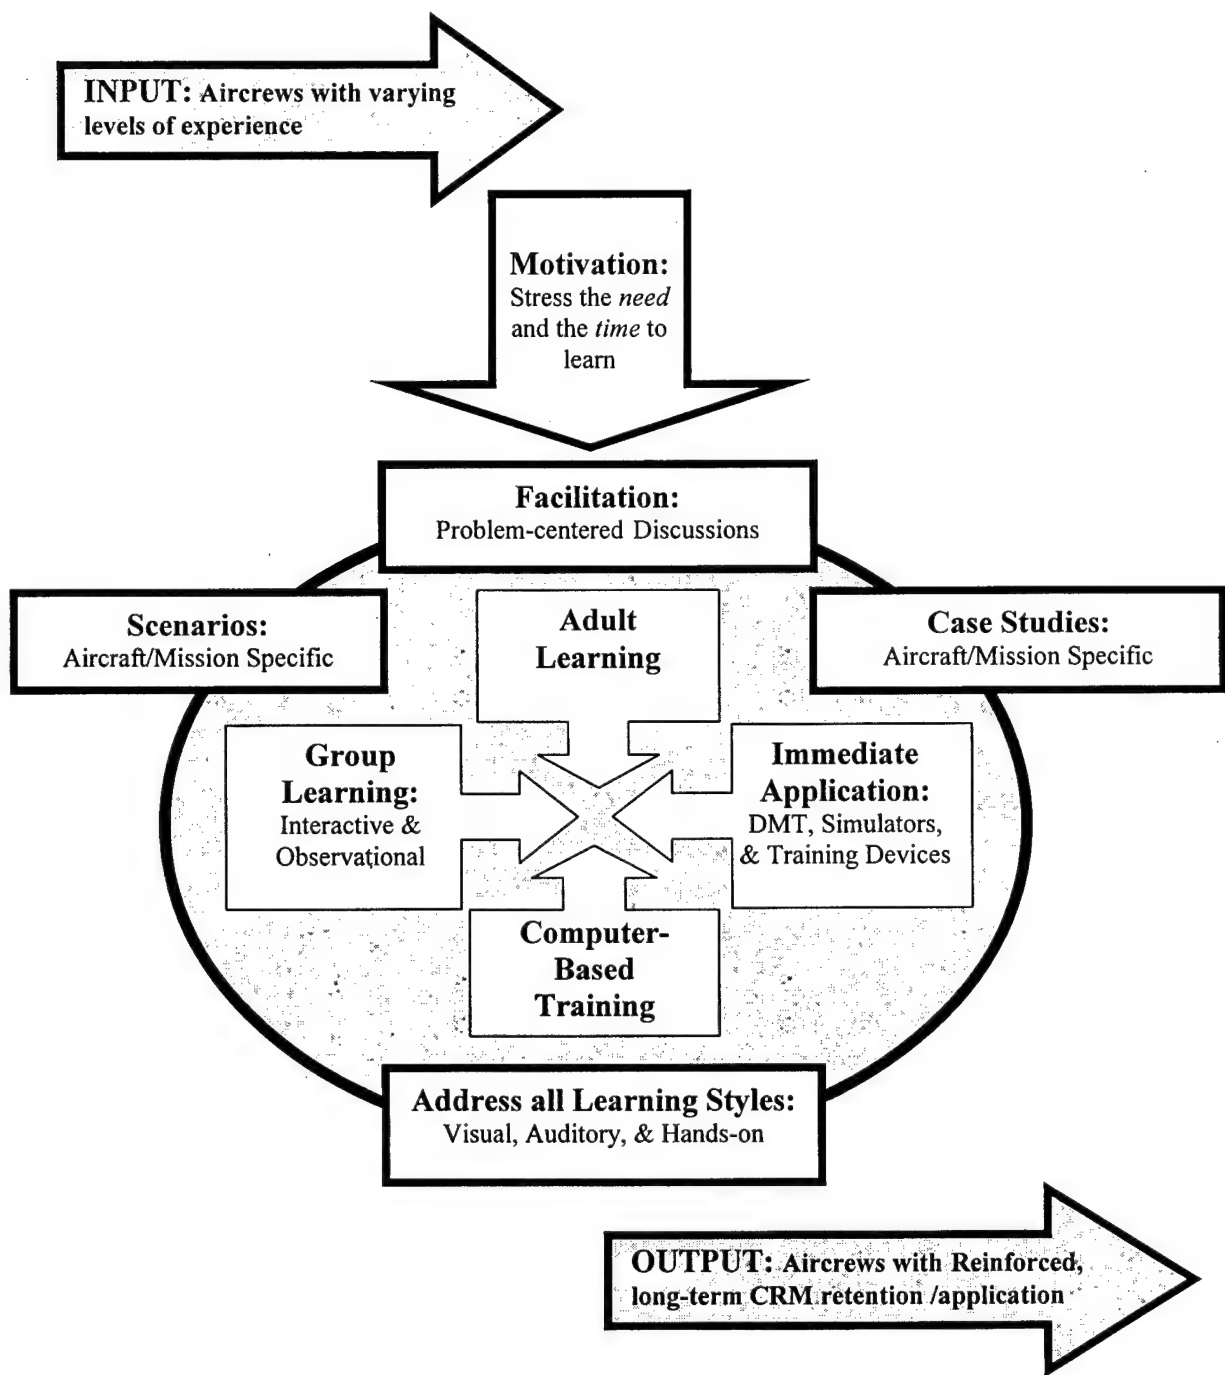 INPUT: Aircrews with varying
levels of experience
Motivation:
Stress the need
and the time to
learn
Facilitation:
Problem-centered Discussions
Scenarios:
Aircraft/Mission Specific
Adult
Learning
Case Studies:
Aircraft/Mission Specific
Group
Learning:
Interactive &
Observational
Immediate
Application:
DMT, Simulators,
& Training Devices
Computer-
Based
Training
Address all Learning Styles:
Visual, Auditory, & Hands-on
OUTPUT: Aircrews with Reinforced,
long-term CRM retention /application